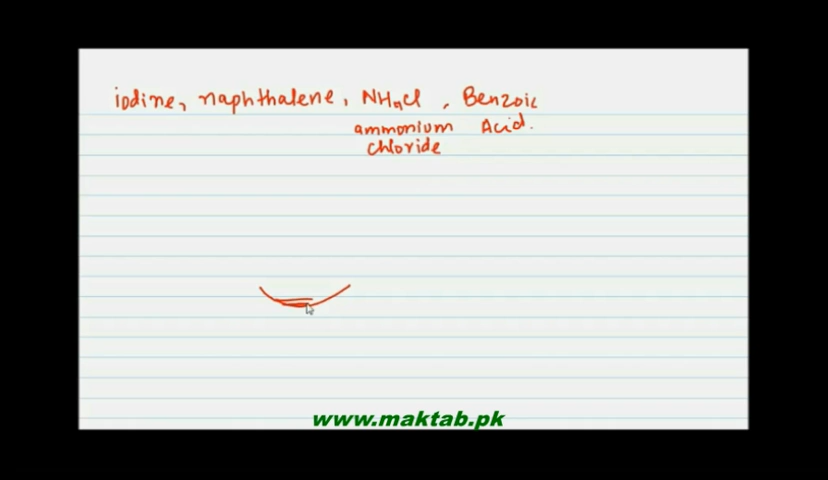 iodine, naphthalene, NH4Cl, Benzoic
ammonium Acid.
chloride
www.maktab.pk